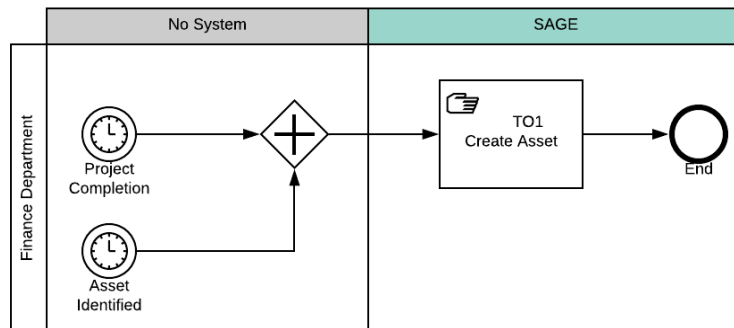 No System
SAGE
Finance Department
Project
Completion
TO1
Create Asset
End
Asset
Identified